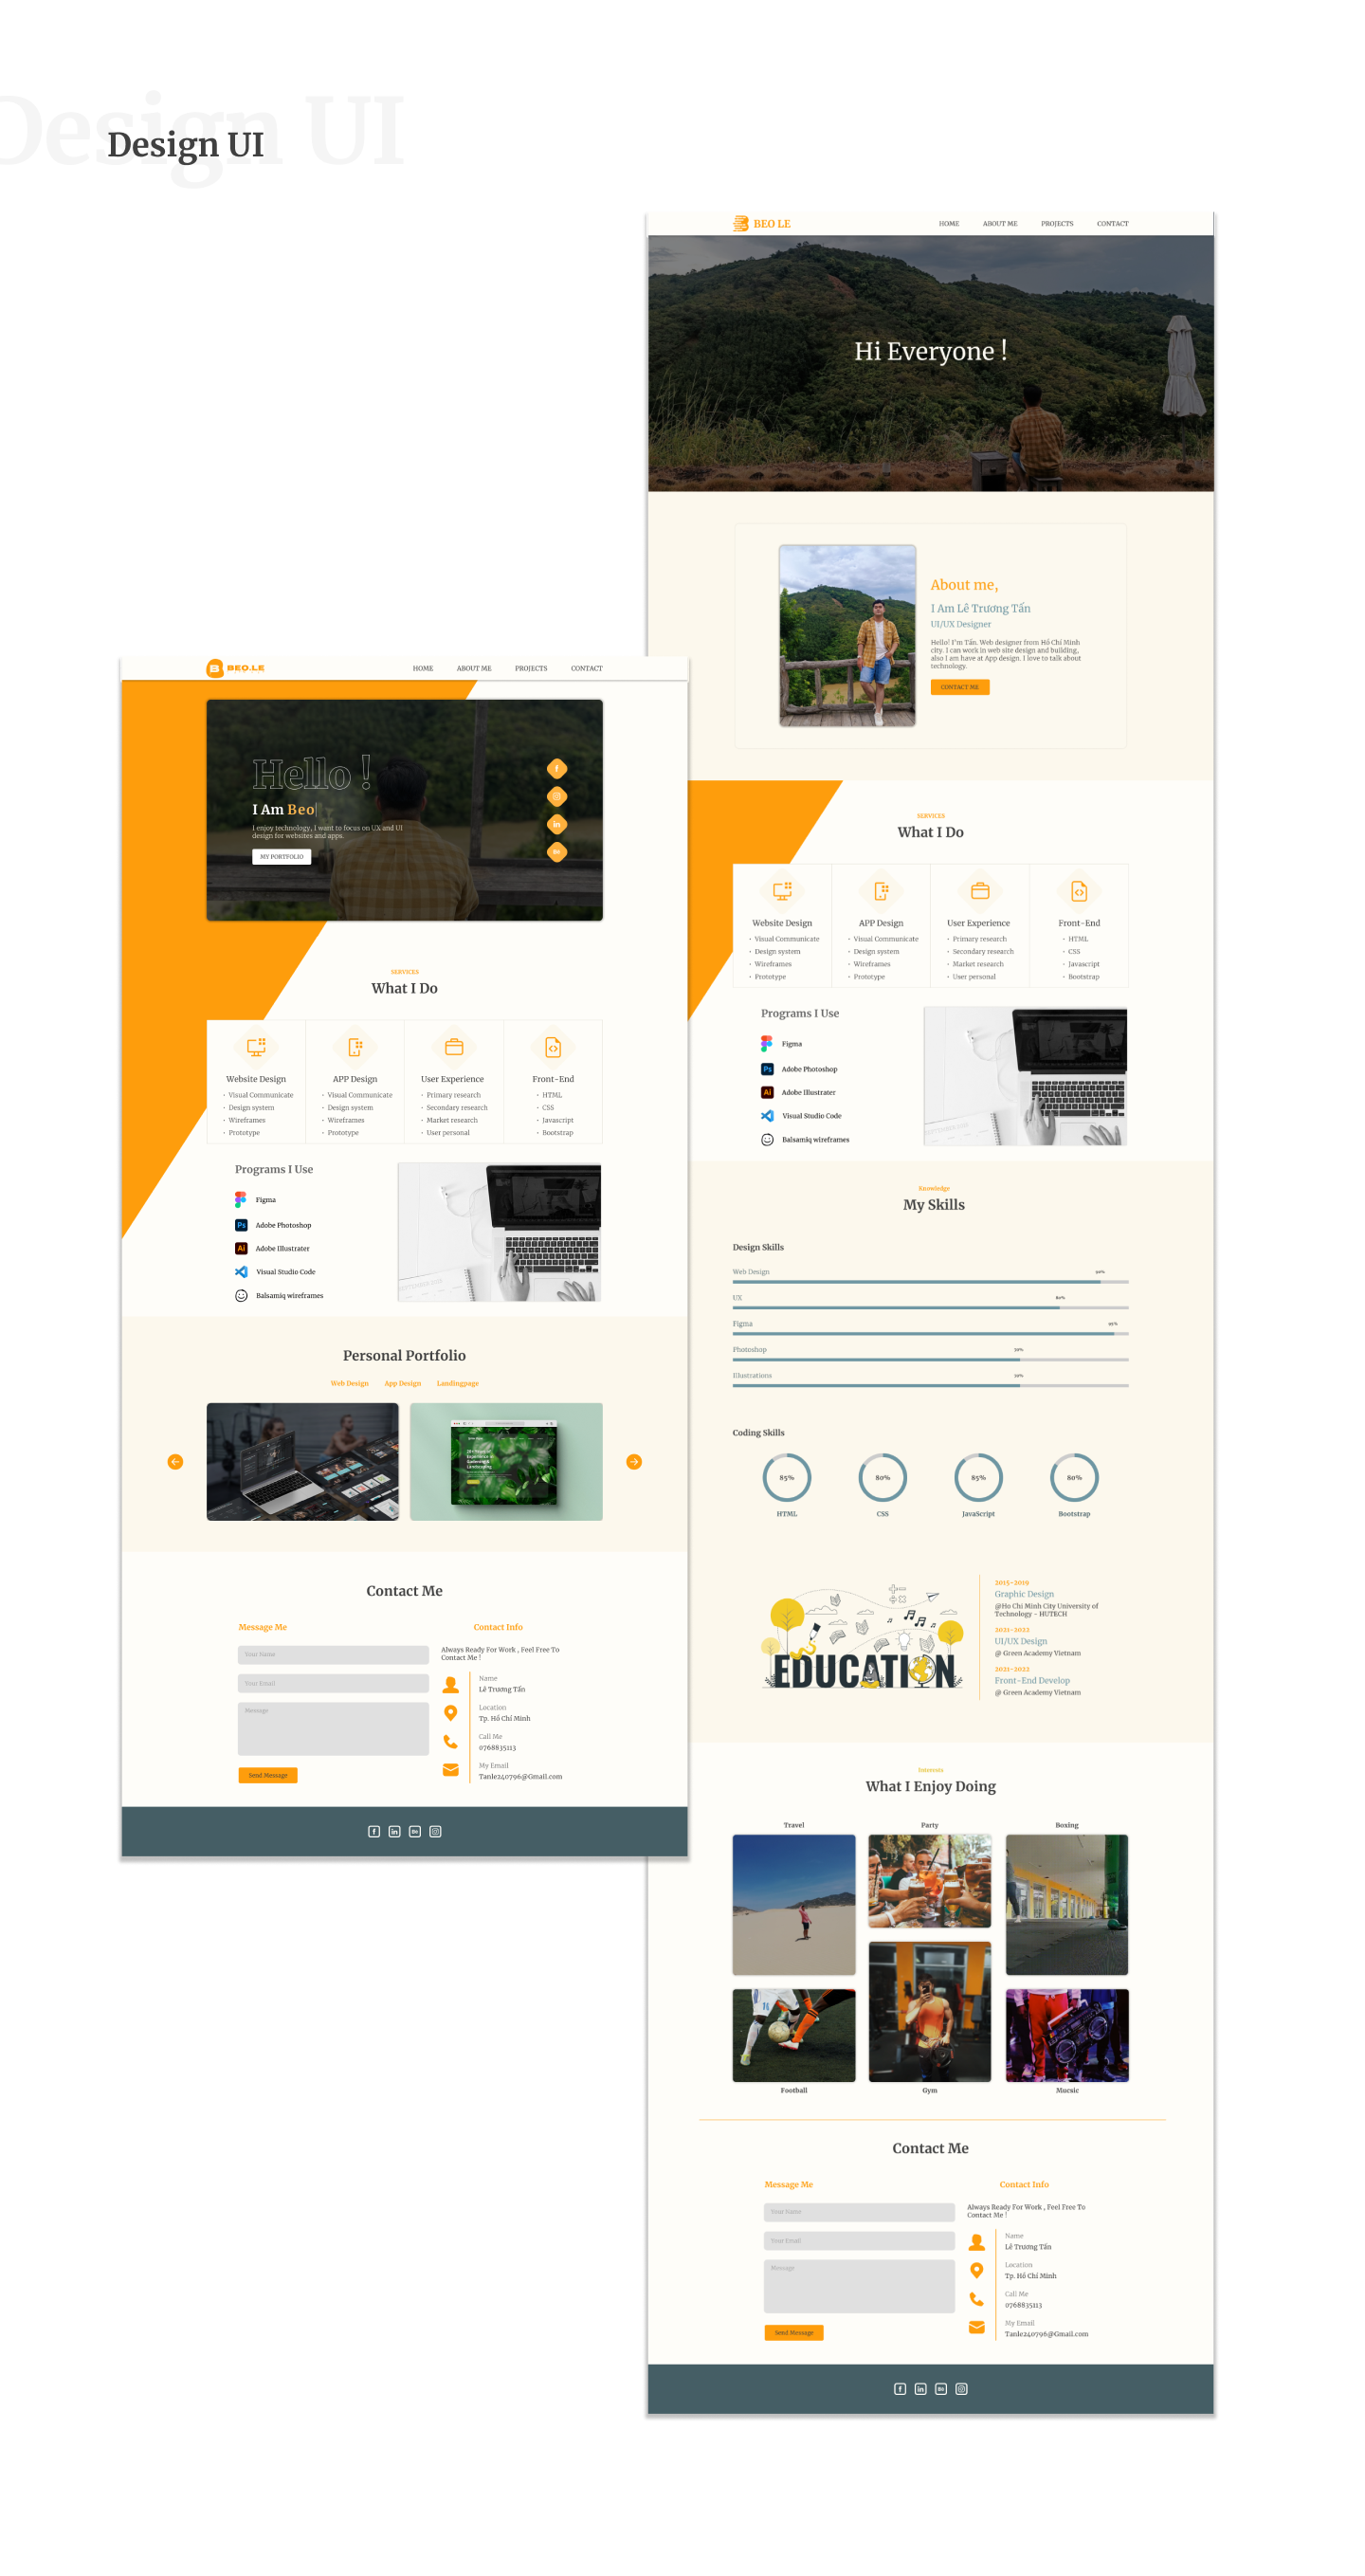 Design UI
Design UI
BEO.LE
HOME ABOUT ME PROJECTS CONTACT
Hello !
I Am Beo
I enjoy technology, I want to focus on UX and UI
design for websites and apps.
MY PORTFOLIO
SERVICES
What I Do
Website Design
• Visual Communicate
• Design system
• Wireframes
• Prototype
APP Design
• Visual Communicate
• Design system
• Wireframes
• Prototype
User Experience
• Primary research
• Secondary research
• Market research
• User personal
Front-End
• HTML
• CSS
• Javascript
• Bootstrap
Programs I Use
Figma
Ps Adobe Photoshop
Ai Adobe Illustrater
Visual Studio Code
Balsamiq wireframes
Personal Portfolio
Web Design App Design Landingpage
Contact Me
Message Me
Your Name
Your Email
Message
Send Message
Contact Info
Always Ready For Work , Feel Free To
Contact Me !
Name
Lê Trương Tấn
Location
Tp. Hồ Chí Minh
Call Me
0768835113
My Email
Tanle240796@Gmail.com
BEO LE
HOME ABOUT ME PROJECTS CONTACT
Hi Everyone !
About me,
I Am Lê Trương Tấn
UI/UX Designer
Hello! I'm Tấn. Web designer from Hồ Chí Minh
city. I can work in web site design and building,
also I am have at App design. I love to talk about
technology.
CONTACT ME
SERVICES
What I Do
Website Design
• Visual Communicate
• Design system
• Wireframes
• Prototype
APP Design
• Visual Communicate
• Design system
• Wireframes
• Prototype
User Experience
• Primary research
• Secondary research
• Market research
• User personal
Front-End
• HTML
• CSS
• Javascript
• Bootstrap
Programs I Use
Figma
Ps Adobe Photoshop
Ai Adobe Illustrater
Visual Studio Code
Balsamiq wireframes
Knowledge
My Skills
Design Skills
Web Design 90%
UX 80%
Figma 95%
Photoshop 70%
Illustrations 70%
Coding Skills
85% 80% 85% 80%
HTML CSS JavaScript Bootstrap
EDUCATION
2015-2019
Graphic Design
@Ho Chi Minh City University of
Technology - HUTECH
2021-2022
UI/UX Design
@ Green Academy Vietnam
2021-2022
Front-End Develop
@ Green Academy Vietnam
Interests
What I Enjoy Doing
Travel Party Boxing
Football Gym Mucsic
Contact Me
Message Me
Your Name
Your Email
Message
Send Message
Contact Info
Always Ready For Work , Feel Free To
Contact Me !
Name
Lê Trương Tấn
Location
Tp. Hồ Chí Minh
Call Me
0768835113
My Email
Tanle240796@Gmail.com